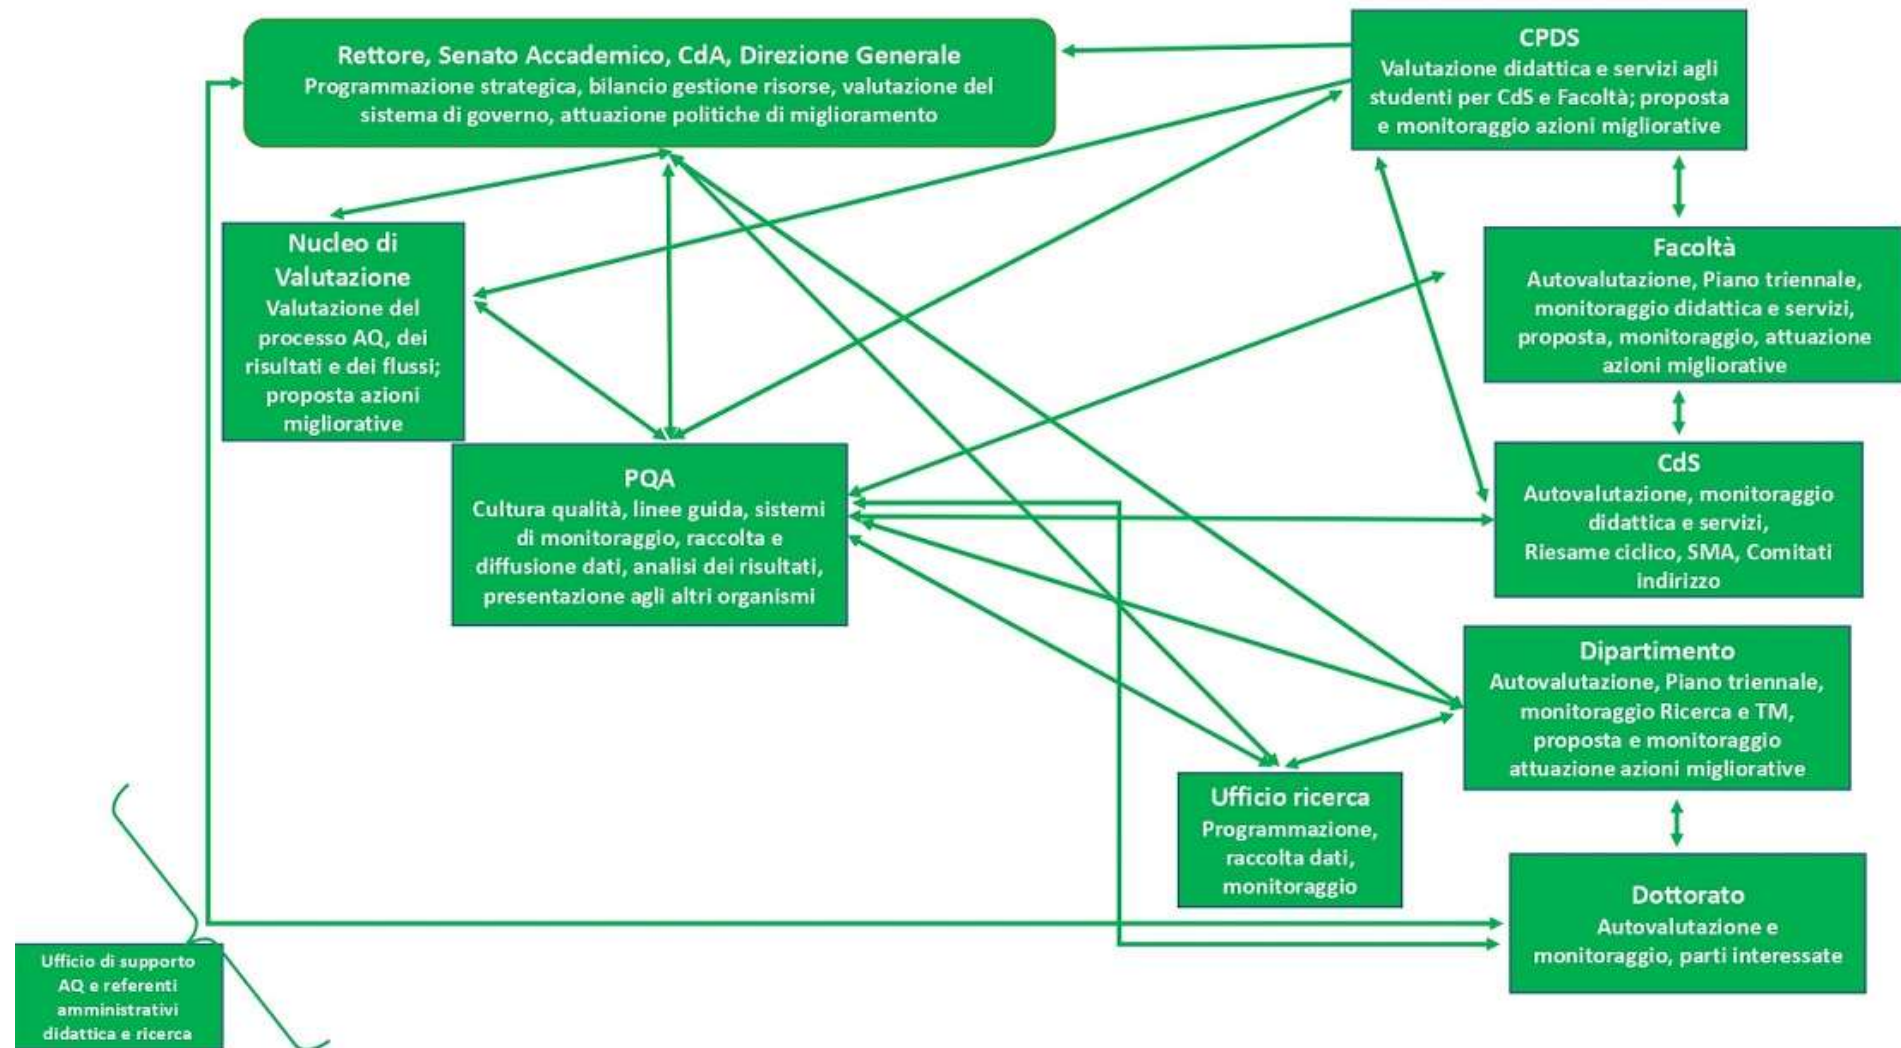 Rettore, Senato Accademico, CdA, Direzione Generale
Programmazione strategica, bilancio gestione risorse, valutazione del
sistema di governo, attuazione politiche di miglioramento
CPDS
Valutazione didattica e servizi agli
studenti per CdS e Facoltà; proposta
e monitoraggio azioni migliorative
Nucleo di
Valutazione
Valutazione del
processo AQ, dei
risultati e dei flussi;
proposta azioni
migliorative
Facoltà
Autovalutazione, Piano triennale,
monitoraggio didattica e servizi,
proposta, monitoraggio, attuazione
azioni migliorative
PQA
Cultura qualità, linee guida, sistemi
di monitoraggio, raccolta e
diffusione dati, analisi dei risultati,
presentazione agli altri organismi
CdS
Autovalutazione, monitoraggio
didattica e servizi,
Riesame ciclico, SMA, Comitati
indirizzo
Dipartimento
Autovalutazione, Piano triennale,
monitoraggio Ricerca e TM,
proposta e monitoraggio
attuazione azioni migliorative
Ufficio ricerca
Programmazione,
raccolta dati,
monitoraggio
Dottorato
Autovalutazione e
monitoraggio, parti interessate
Ufficio di supporto
AQ e referenti
amministrativi
didattica e ricerca